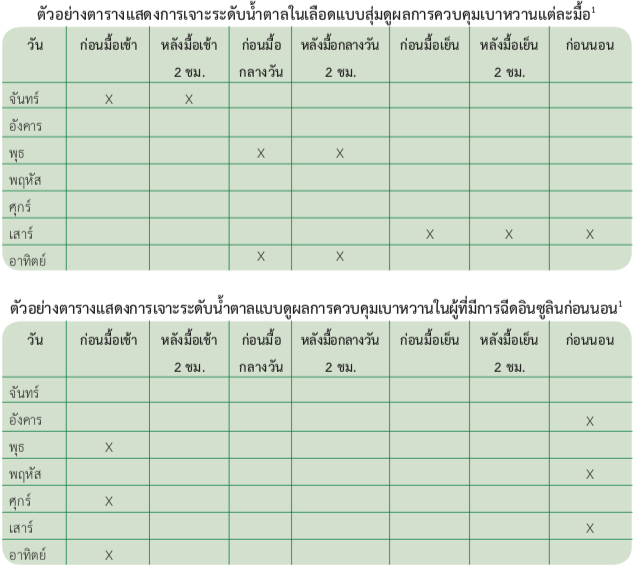 ตัวอย่างตารางแสดงการเจาะระดับน้ำตาลในเลือดแบบสุ่มดูผลการควบคุมเบาหวานแต่ละมื้อ¹
วัน ก่อนมื้อเช้า หลังมื้อเช้า ก่อนมื้อ หลังมื้อกลางวัน ก่อนมื้อเย็น หลังมื้อเย็น ก่อนนอน
2 ชม. กลางวัน 2 ชม. 2 ชม.
จันทร์ X X
อังคาร
พุธ X X
พฤหัส
ศุกร์
เสาร์ X X X
อาทิตย์ X X
ตัวอย่างตารางแสดงการเจาะระดับน้ำตาลแบบดูผลการควบคุมเบาหวานในผู้ที่มีการฉีดอินซูลินก่อนนอน¹
วัน ก่อนมื้อเช้า หลังมื้อเช้า ก่อนมื้อ หลังมื้อกลางวัน ก่อนมื้อเย็น หลังมื้อเย็น ก่อนนอน
2 ชม. กลางวัน 2 ชม. 2 ชม.
จันทร์
อังคาร X
พุธ X
พฤหัส X
ศุกร์ X
เสาร์ X
อาทิตย์ X